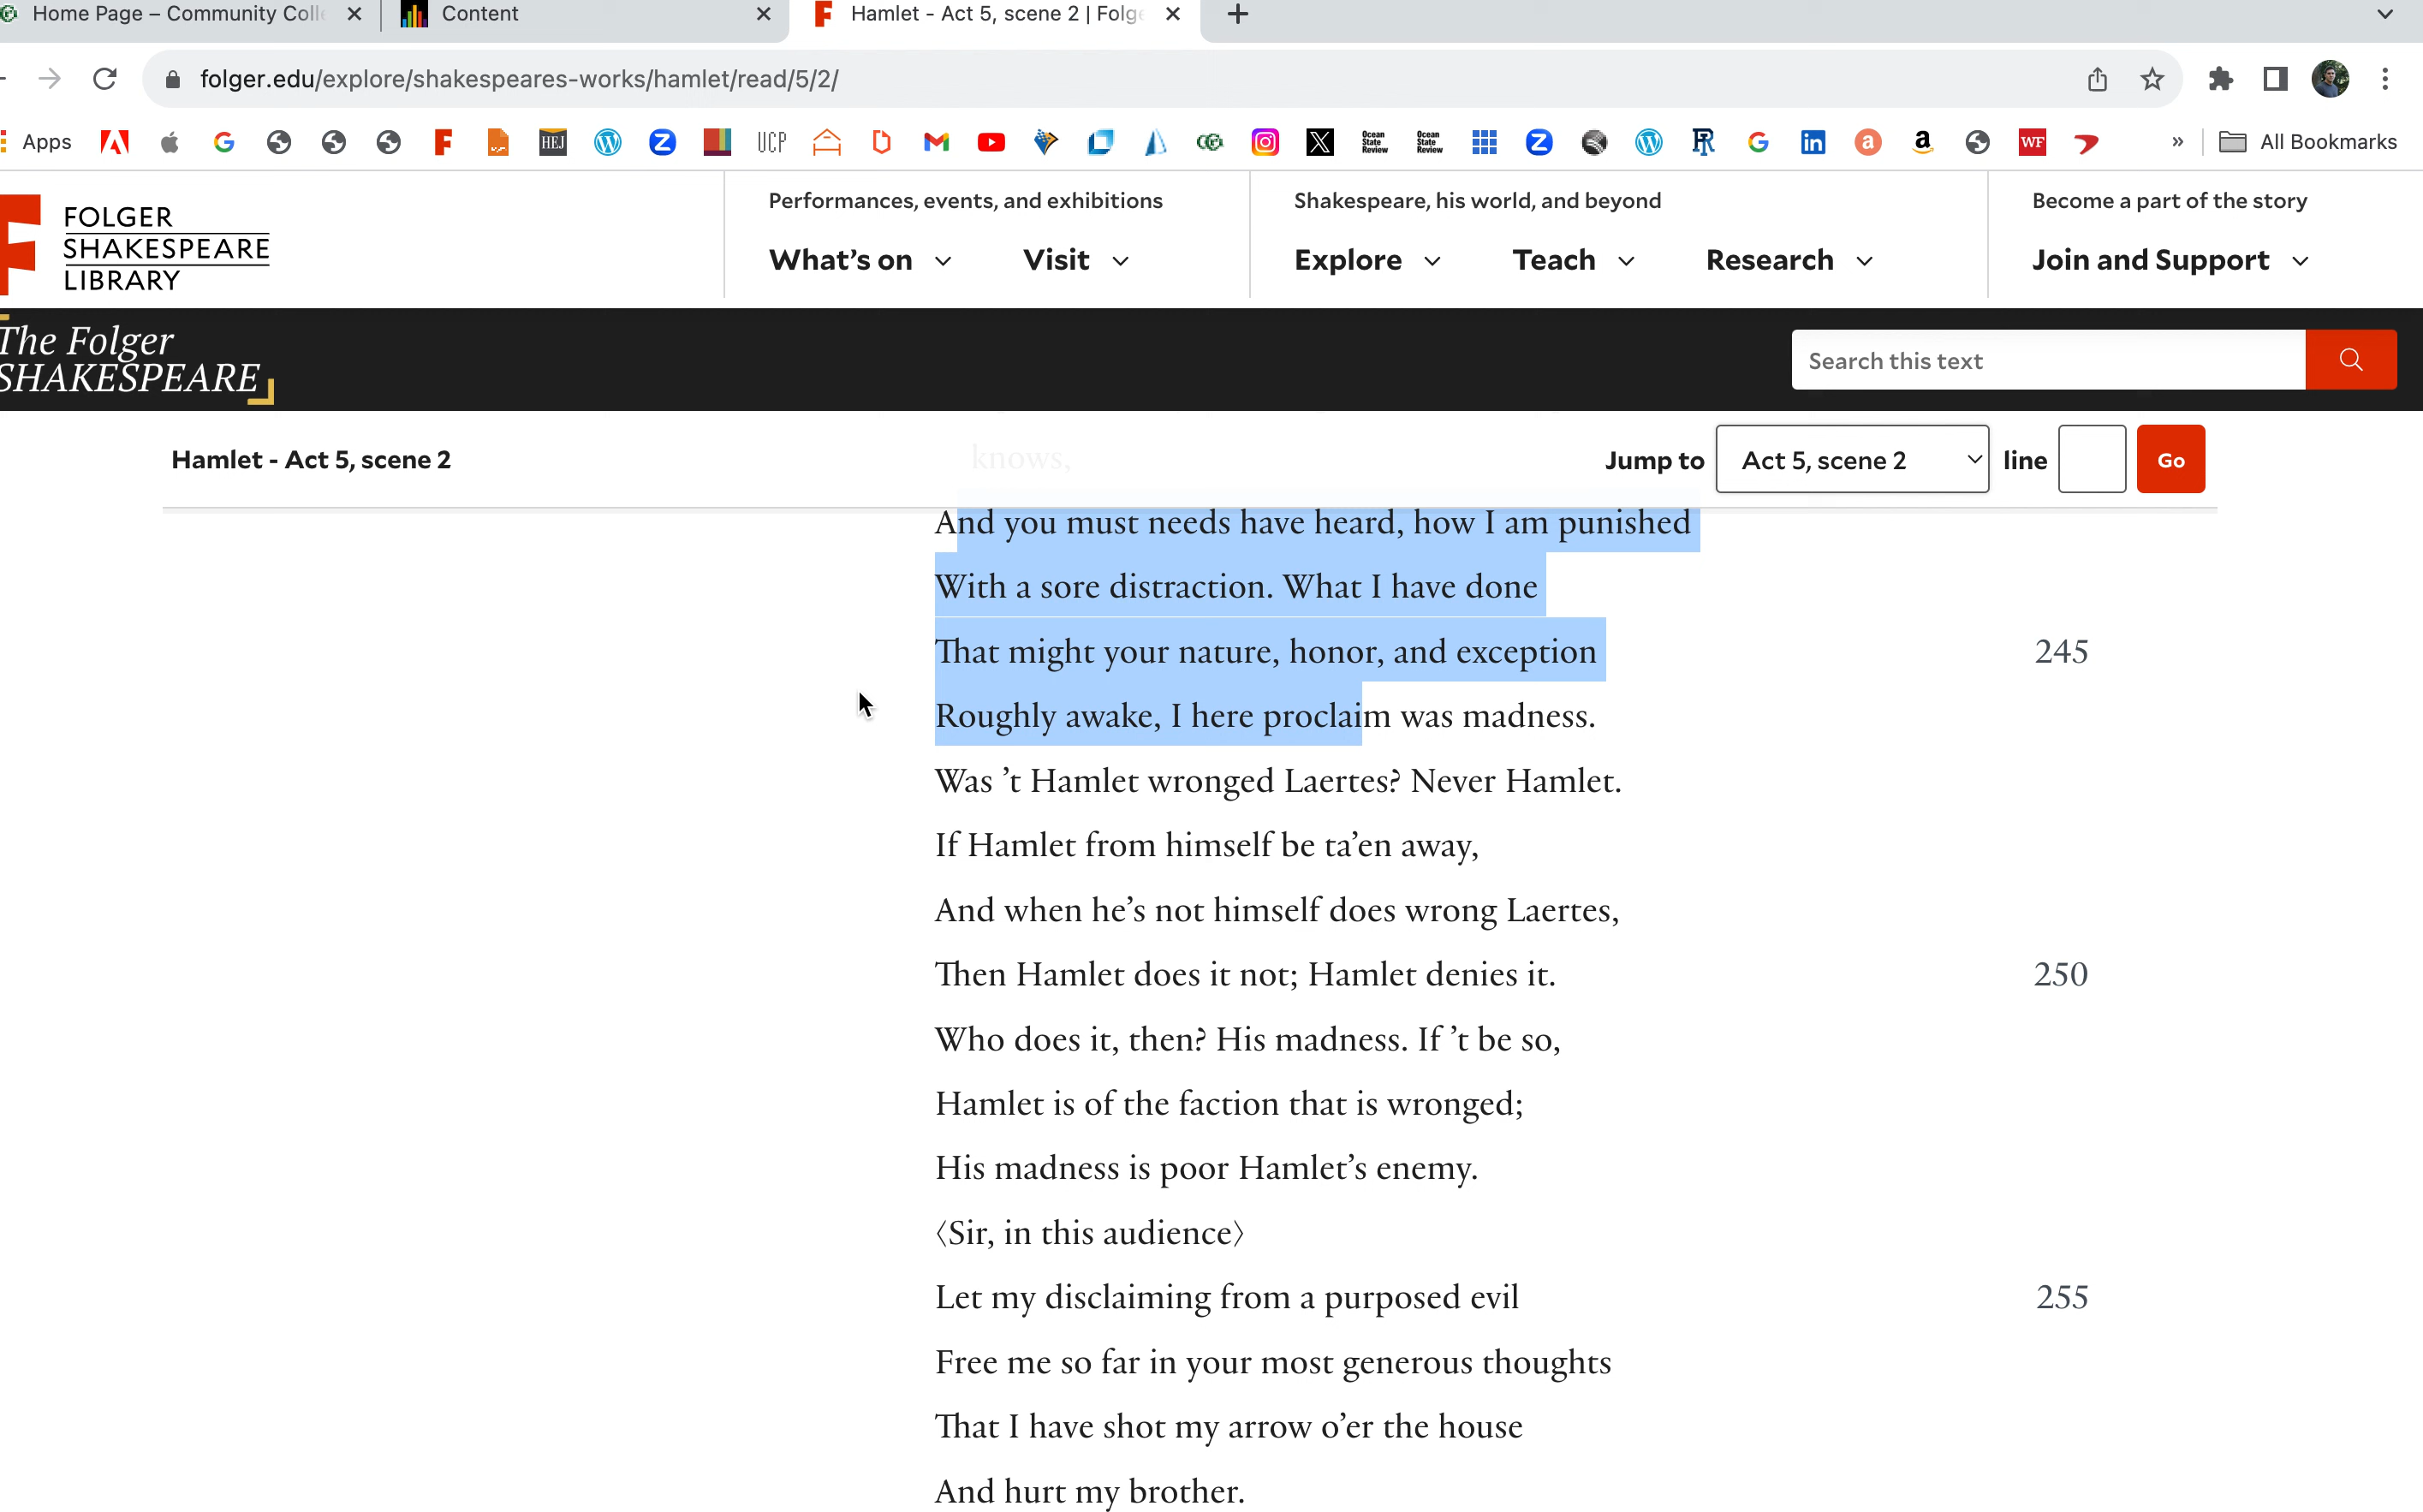 Home Page – Community Coll
Content
Hamlet - Act 5, scene 2 | Folg
folger.edu/explore/shakespeares-works/hamlet/read/5/2/
Apps
HEJ
UCP
Ocean State Review
Ocean State Review
WF
»
All Bookmarks
FOLGER
SHAKESPEARE
LIBRARY
Performances, events, and exhibitions
What’s on
Visit
Shakespeare, his world, and beyond
Explore
Teach
Research
Become a part of the story
Join and Support
The Folger
SHAKESPEARE
Search this text
Hamlet - Act 5, scene 2
knows,
Jump to
Act 5, scene 2
line
Go
And you must needs have heard, how I am punished
With a sore distraction. What I have done
That might your nature, honor, and exception
245
Roughly awake, I here proclaim was madness.
Was ’t Hamlet wronged Laertes? Never Hamlet.
If Hamlet from himself be ta’en away,
And when he’s not himself does wrong Laertes,
Then Hamlet does it not; Hamlet denies it.
250
Who does it, then? His madness. If ’t be so,
Hamlet is of the faction that is wronged;
His madness is poor Hamlet’s enemy.
⟨Sir, in this audience⟩
Let my disclaiming from a purposed evil
255
Free me so far in your most generous thoughts
That I have shot my arrow o’er the house
And hurt my brother.